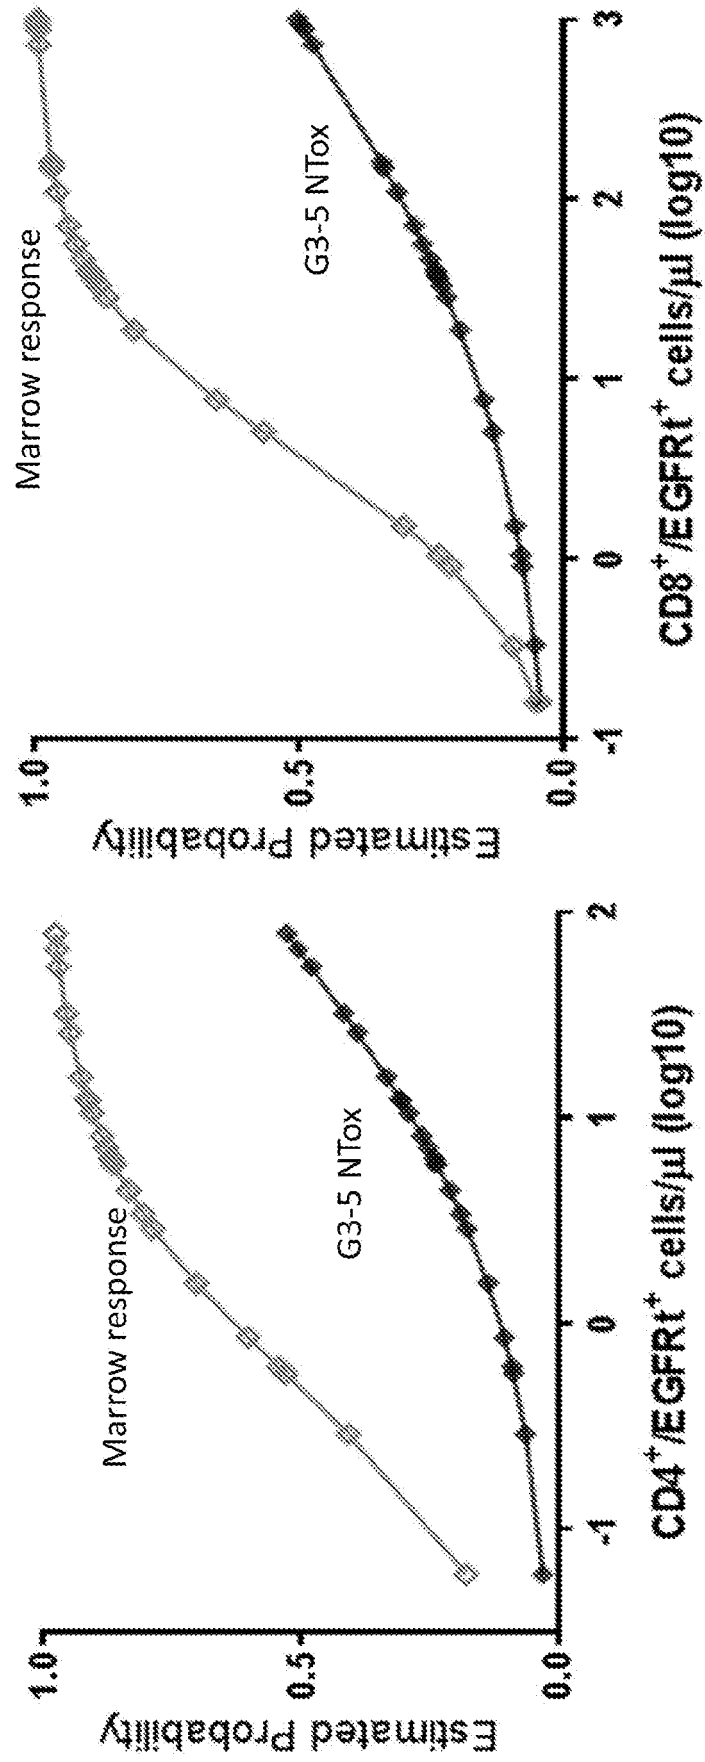 Estimated Probability
1.0
0.5
0.0
Marrow response
G3-5 NTox
-1
0
1
2
CD4⁺/EGFRt⁺ cells/µl (log10)
Estimated Probability
1.0
0.5
0.0
Marrow response
G3-5 NTox
-1
0
1
2
3
CD8⁺/EGFRt⁺ cells/µl (log10)